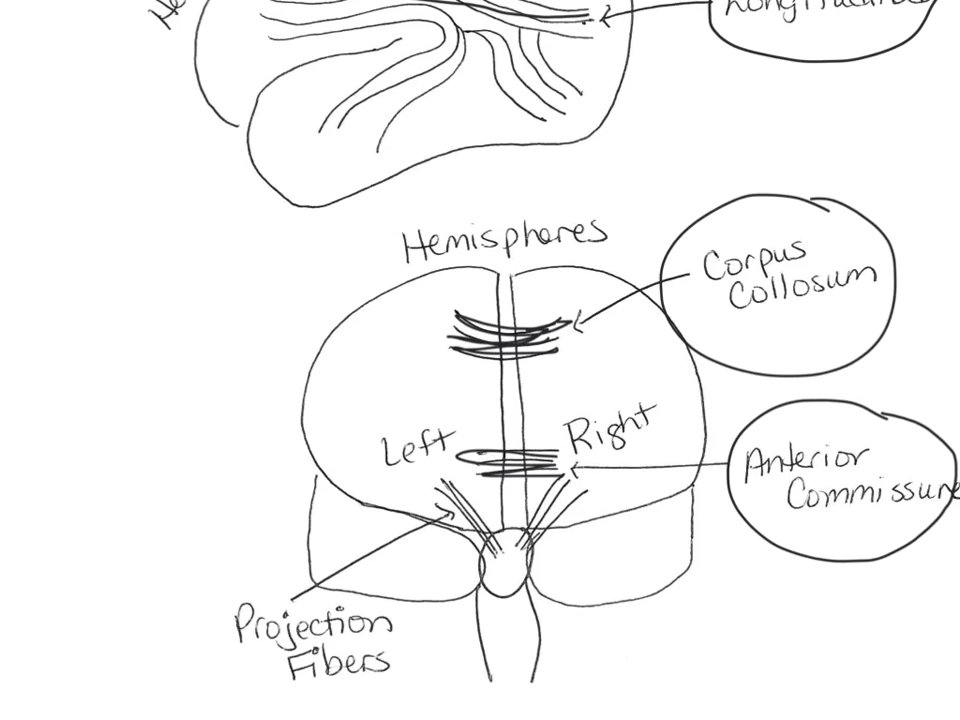 Hemispheres
Corpus
Collosum
Left
Right
Anterior
Commissure
Projection
Fibers